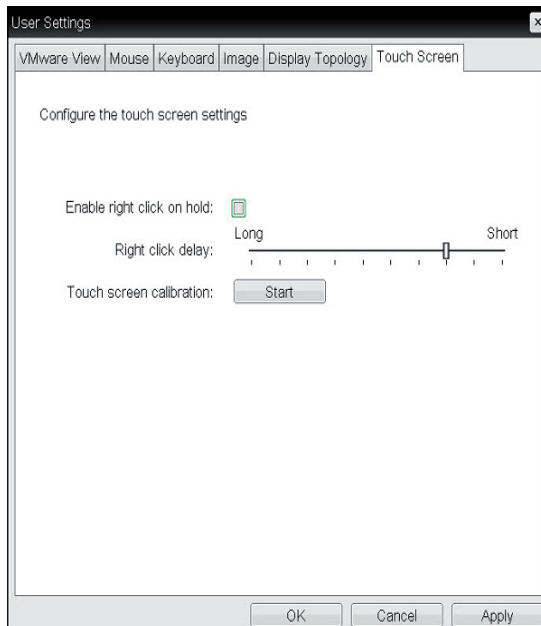 User Settings
VMware View Mouse Keyboard Image Display Topology Touch Screen
Configure the touch screen settings
Enable right click on hold:
Long Short
Right click delay:
Touch screen calibration: Start
OK Cancel Apply